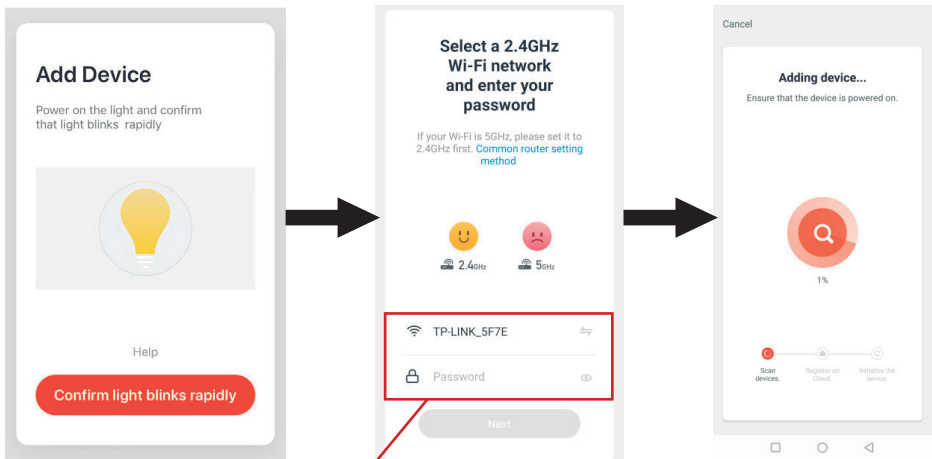 Add Device
Power on the light and confirm
that light blinks rapidly
Help
Confirm light blinks rapidly
Select a 2.4GHz
Wi-Fi network
and enter your
password
If your Wi-Fi is 5GHz, please set it to
2.4GHz first. Common router setting
method
2.4GHz
5GHz
TP-LINK_5F7E
Password
Next
Cancel
Adding device...
Ensure that the device is powered on.
1%
Scan
devices.
Register on
Cloud.
Initialize the
device.